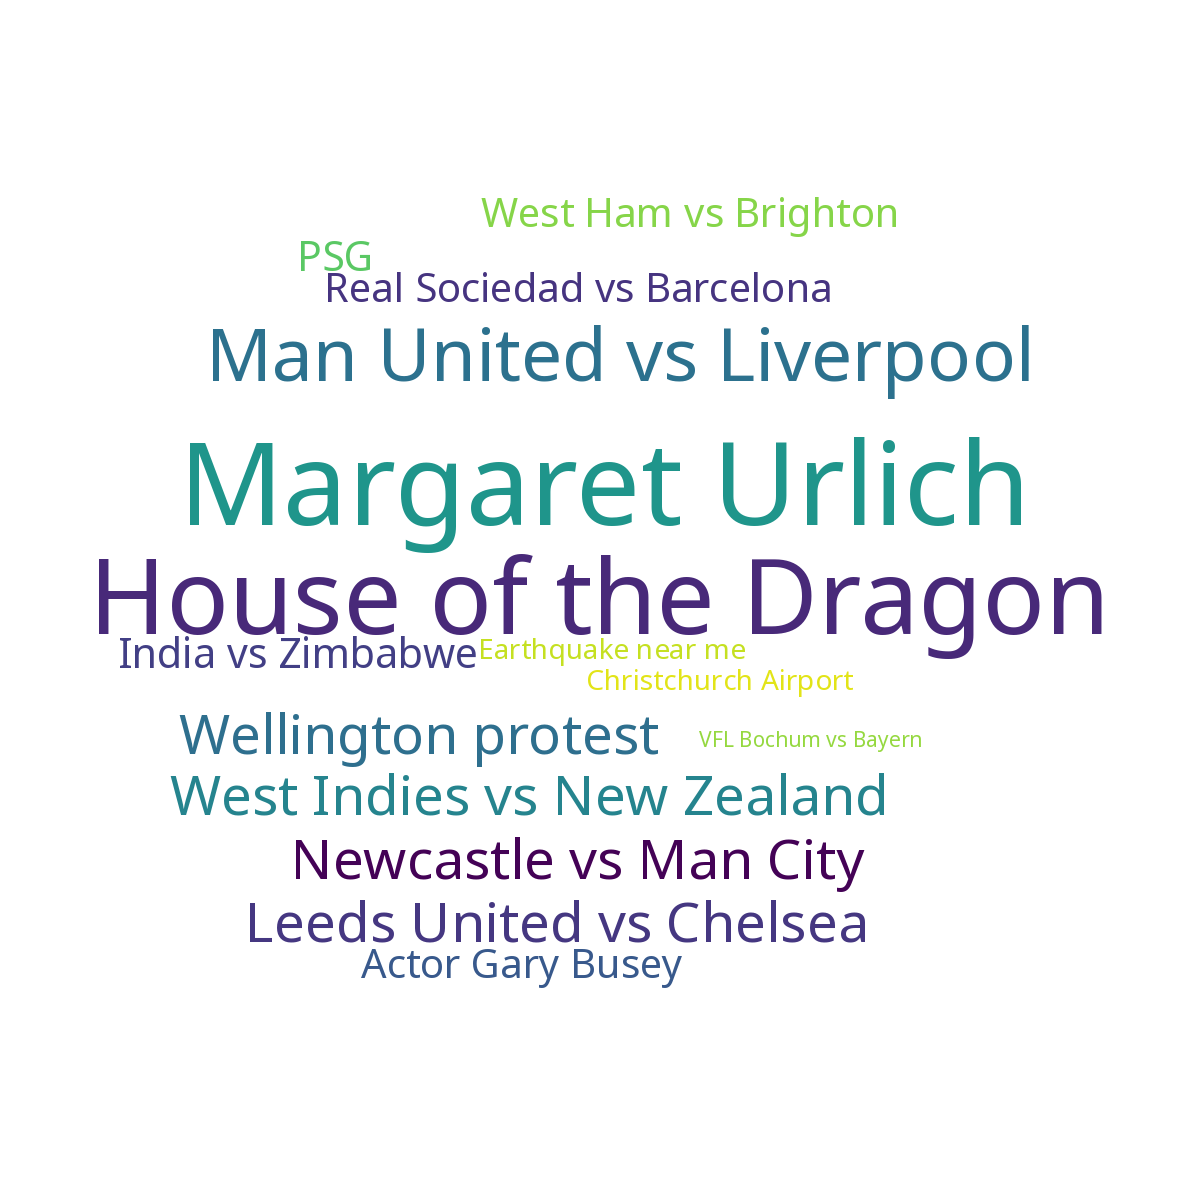 West Ham vs Brighton
PSG
Real Sociedad vs Barcelona
Man United vs Liverpool
Margaret Urlich
House of the Dragon
India vs Zimbabwe
Earthquake near me
Christchurch Airport
Wellington protest
VFL Bochum vs Bayern
West Indies vs New Zealand
Newcastle vs Man City
Leeds United vs Chelsea
Actor Gary Busey